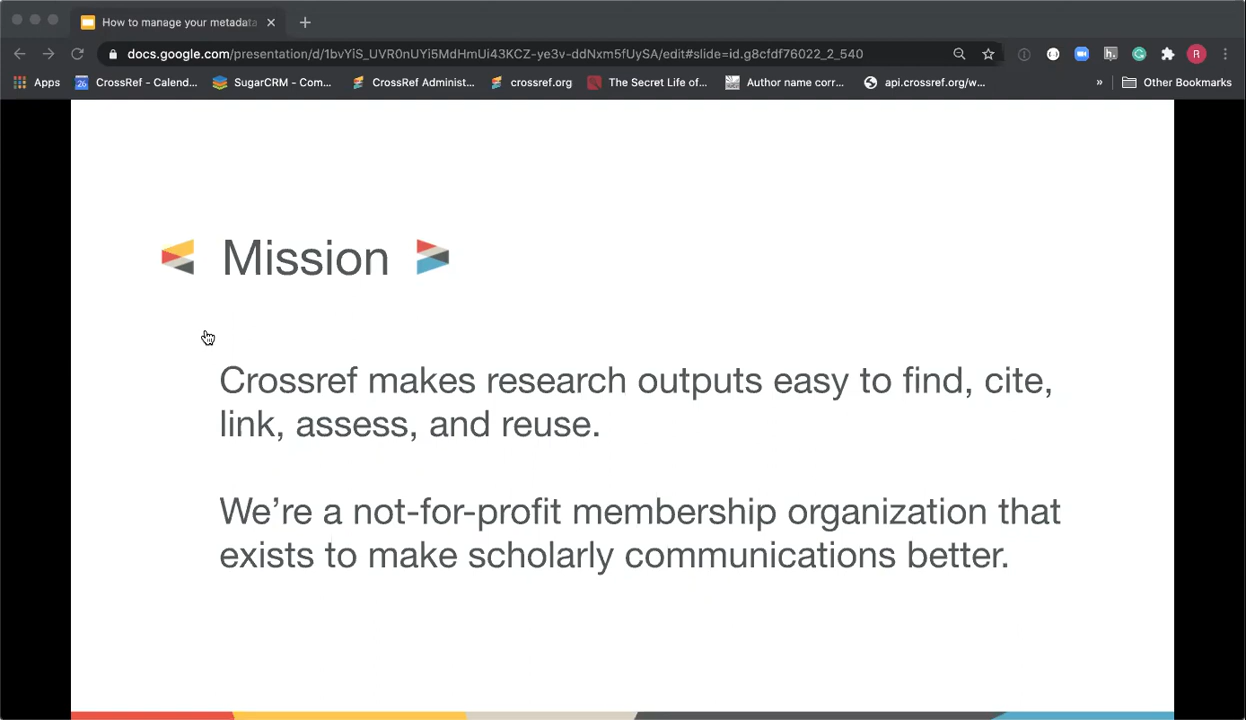 How to manage your metadata
docs.google.com/presentation/d/1bvYiS_UVR0nUYi5MdHmUi43KCZ-ye3v-ddNxm5fUySA/edit#slide=id.g8cfdf76022_2_540
R
Apps
26
CrossRef - Calend...
SugarCRM – Com...
CrossRef Administ...
crossref.org
The Secret Life of...
Author name corr...
api.crossref.org/w...
»
Other Bookmarks
Mission
Crossref makes research outputs easy to find, cite,
link, assess, and reuse.
We’re a not-for-profit membership organization that
exists to make scholarly communications better.